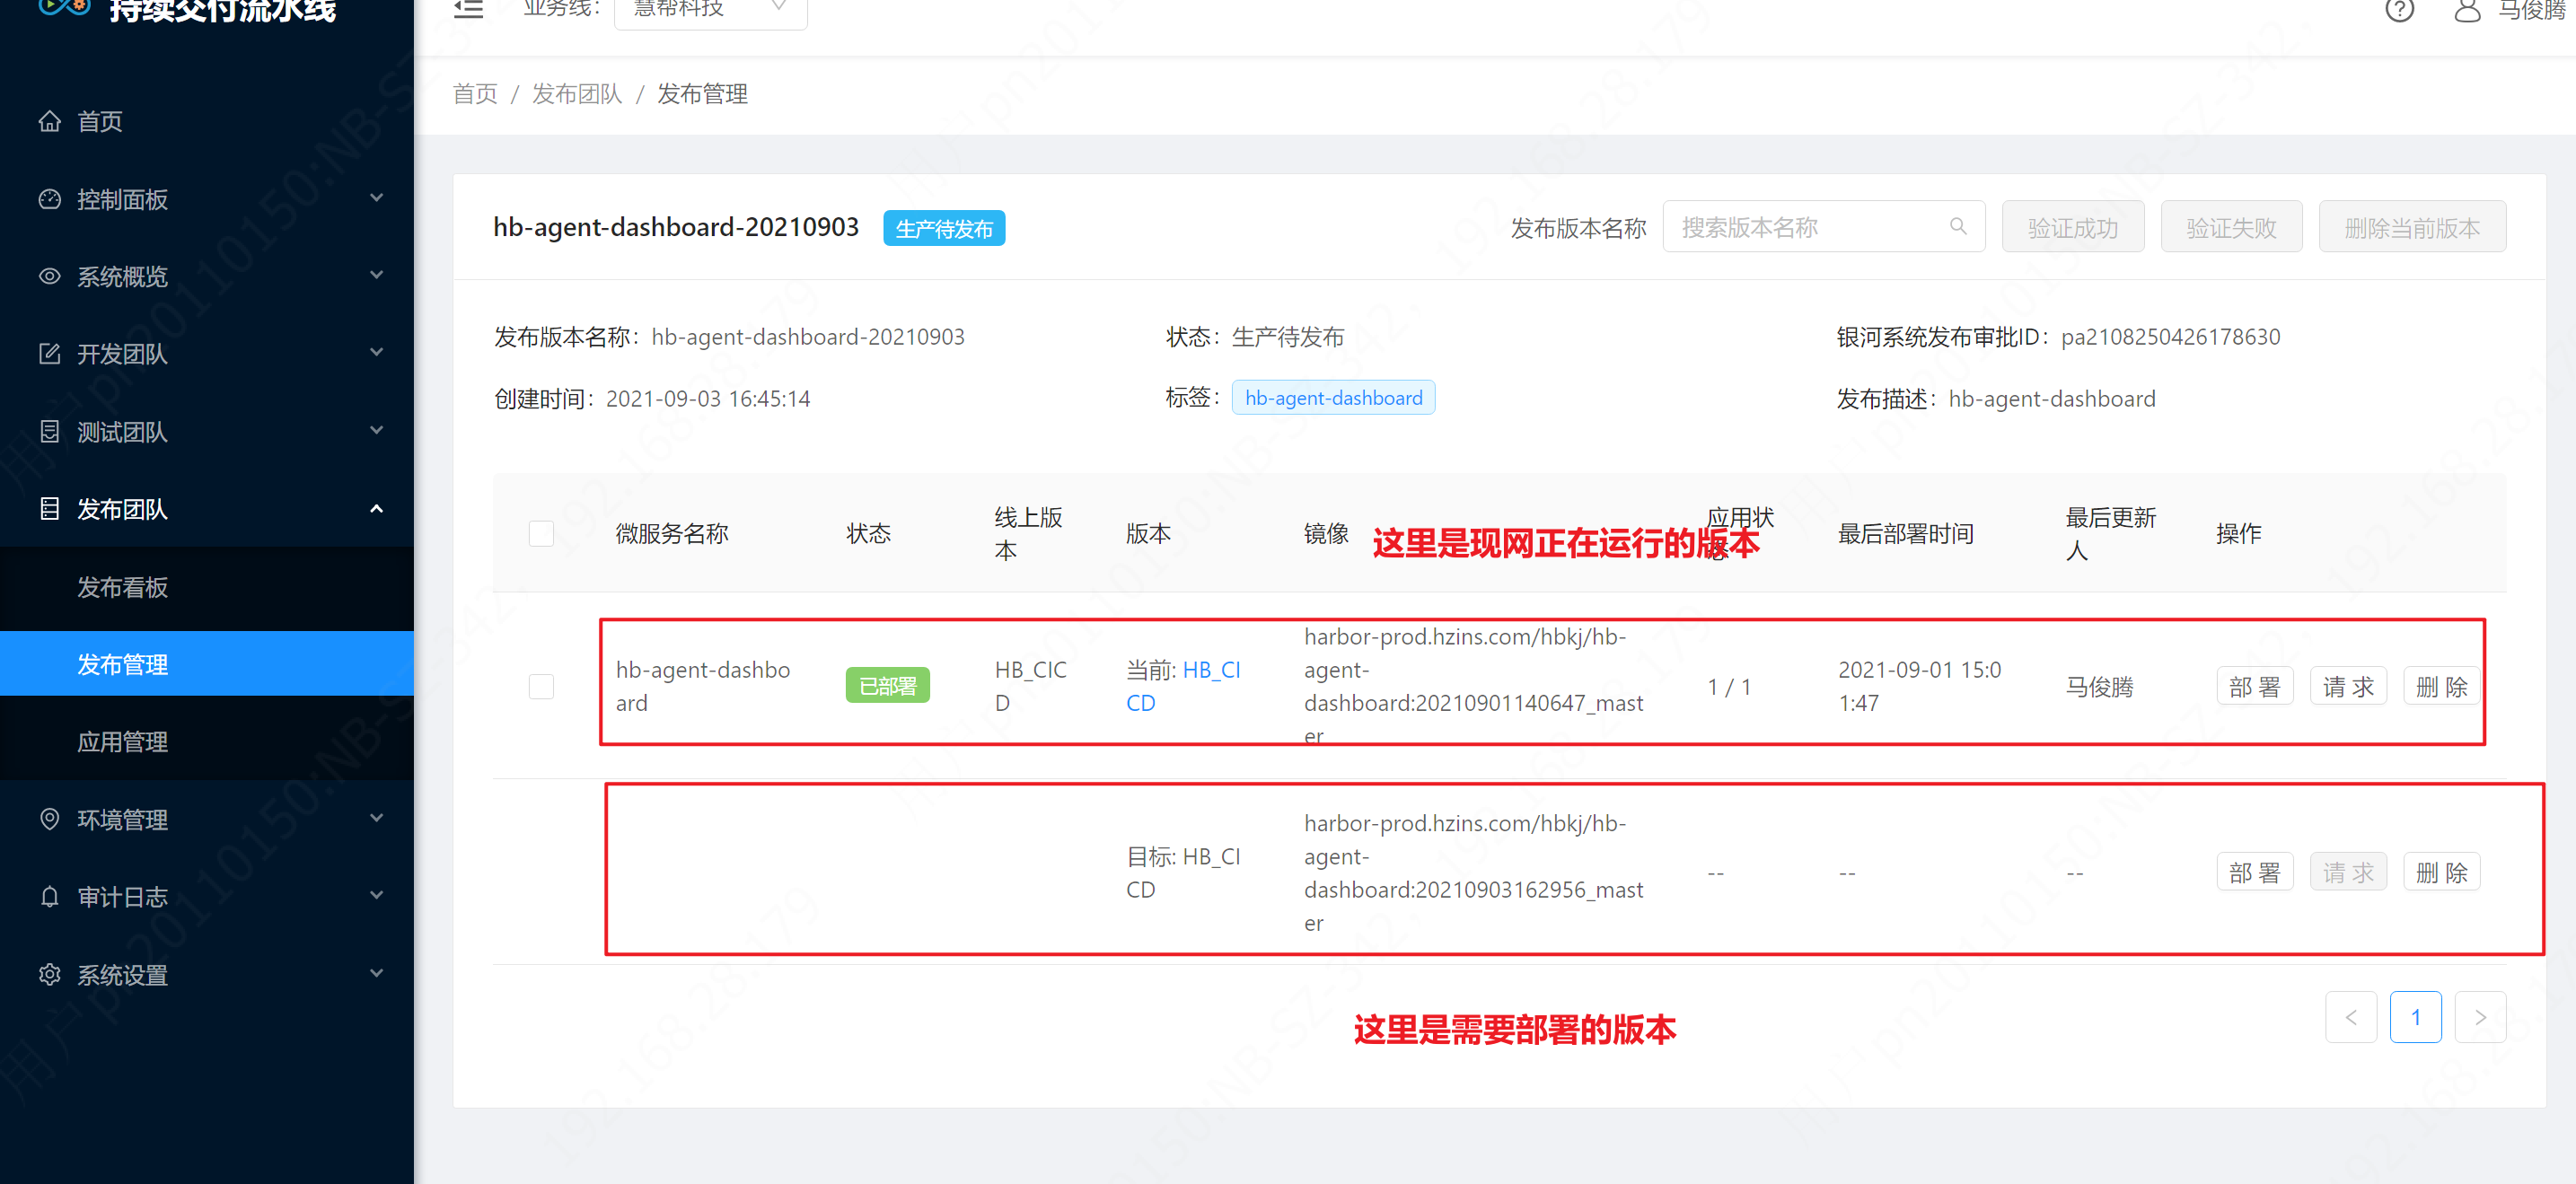 持续交付流水线
业务线：
慧帮科技
马俊腾
首页 / 发布团队 / 发布管理
首页
控制面板
系统概览
开发团队
测试团队
发布团队
发布看板
发布管理
应用管理
环境管理
审计日志
系统设置
hb-agent-dashboard-20210903
生产待发布
发布版本名称
搜索版本名称
验证成功
验证失败
删除当前版本
发布版本名称：hb-agent-dashboard-20210903
状态：生产待发布
银河系统发布审批ID：pa2108250426178630
创建时间：2021-09-03 16:45:14
标签：hb-agent-dashboard
发布描述：hb-agent-dashboard
微服务名称
状态
线上版
本
版本
镜像
这里是现网正在运行的版本
应用状
态
最后部署时间
最后更新
人
操作
hb-agent-dashbo
ard
已部署
HB_CIC
D
当前: HB_CI
CD
harbor-prod.hzins.com/hbkj/hb-
agent-
dashboard:20210901140647_mast
er
1 / 1
2021-09-01 15:0
1:47
马俊腾
部 署
请 求
删 除
目标: HB_CI
CD
harbor-prod.hzins.com/hbkj/hb-
agent-
dashboard:20210903162956_mast
er
--
--
--
部 署
请 求
删 除
这里是需要部署的版本
<
1
>